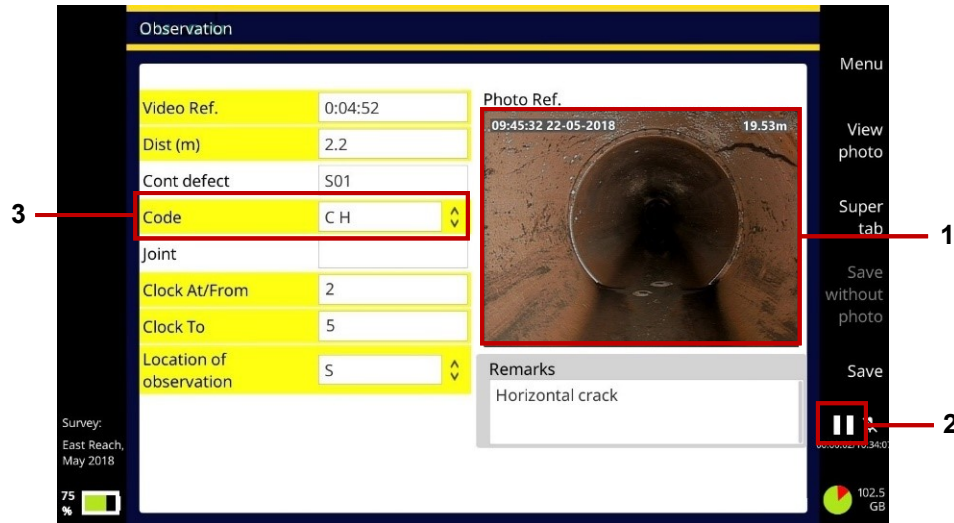 Observation
Menu
Video Ref. 0:04:52
Dist (m) 2.2
Cont defect S01
Code C H
Joint
Clock At/From 2
Clock To 5
Location of
observation S
Photo Ref.
09:45:32 22-05-2018 19.53m
Remarks
Horizontal crack
View
photo
Super
tab
Save
without
photo
Save
Survey:
East Reach,
May 2018
75
%
102.5
GB
1
2
3